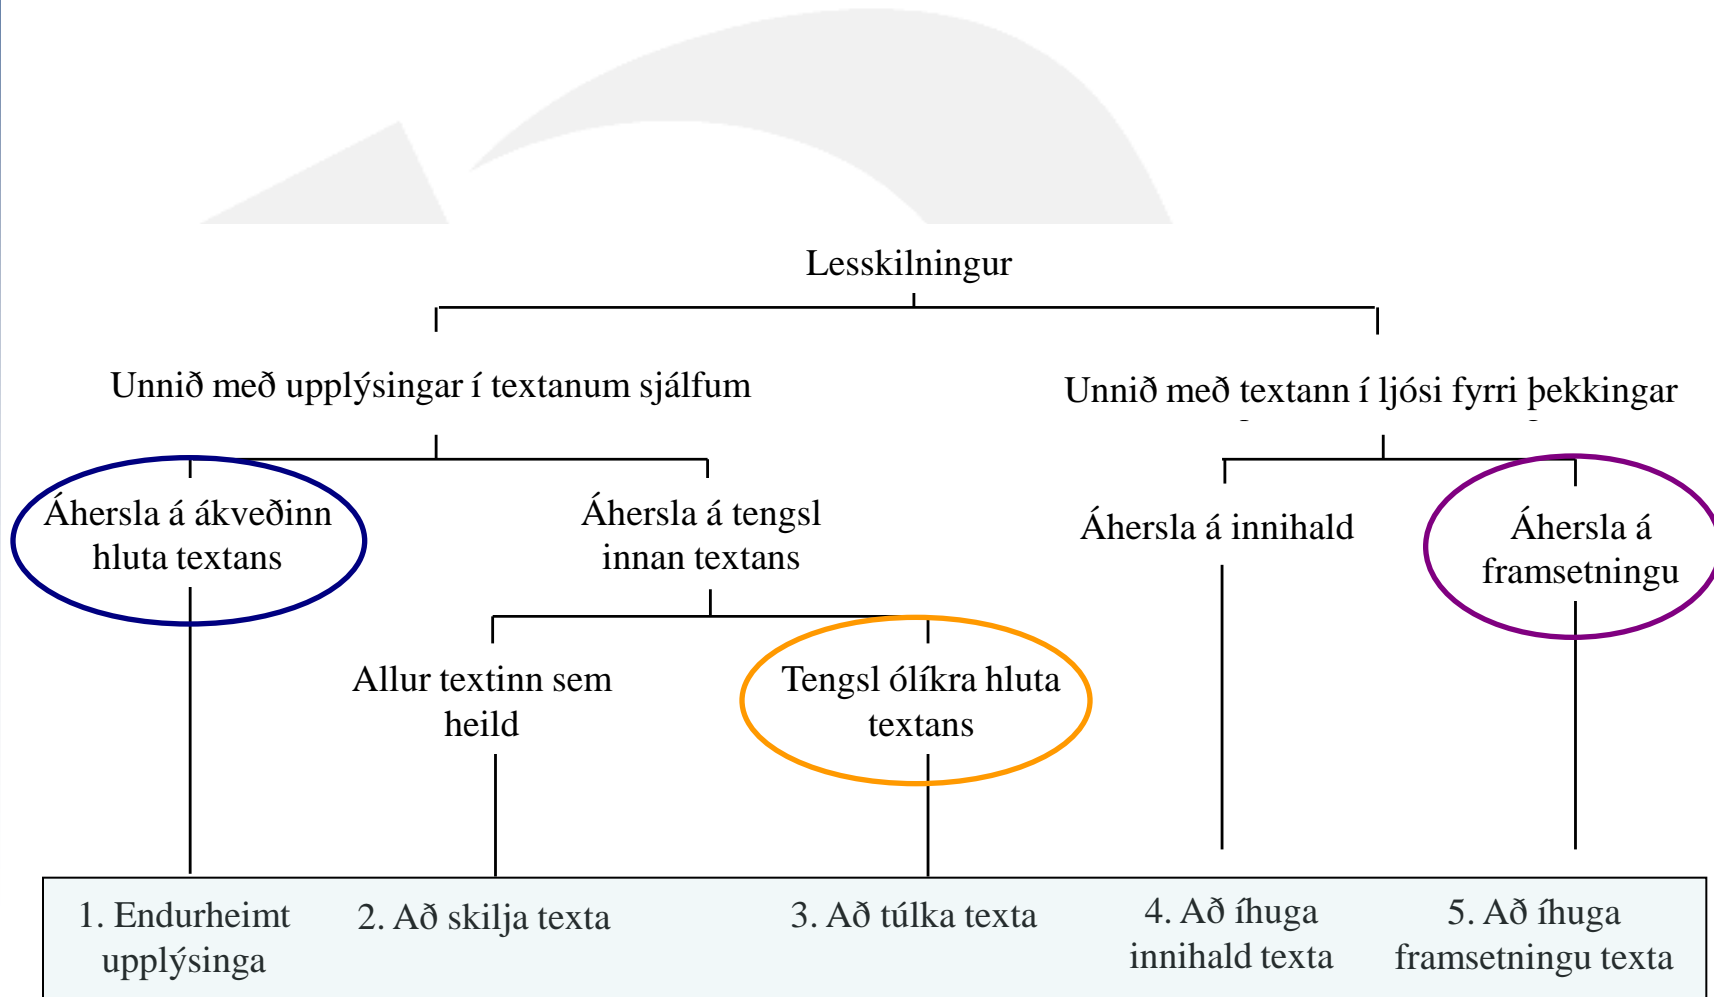 Lesskilningur
Unnið með upplýsingar í textanum sjálfum
Unnið með textann í ljósi fyrri þekkingar
Áhersla á ákveðinn
hluta textans
Áhersla á tengsl
innan textans
Áhersla á innihald
Áhersla á
framsetningu
Allur textinn sem
heild
Tengsl ólíkra hluta
textans
1. Endurheimt
upplýsinga
2. Að skilja texta
3. Að túlka texta
4. Að íhuga
innihald texta
5. Að íhuga
framsetningu texta